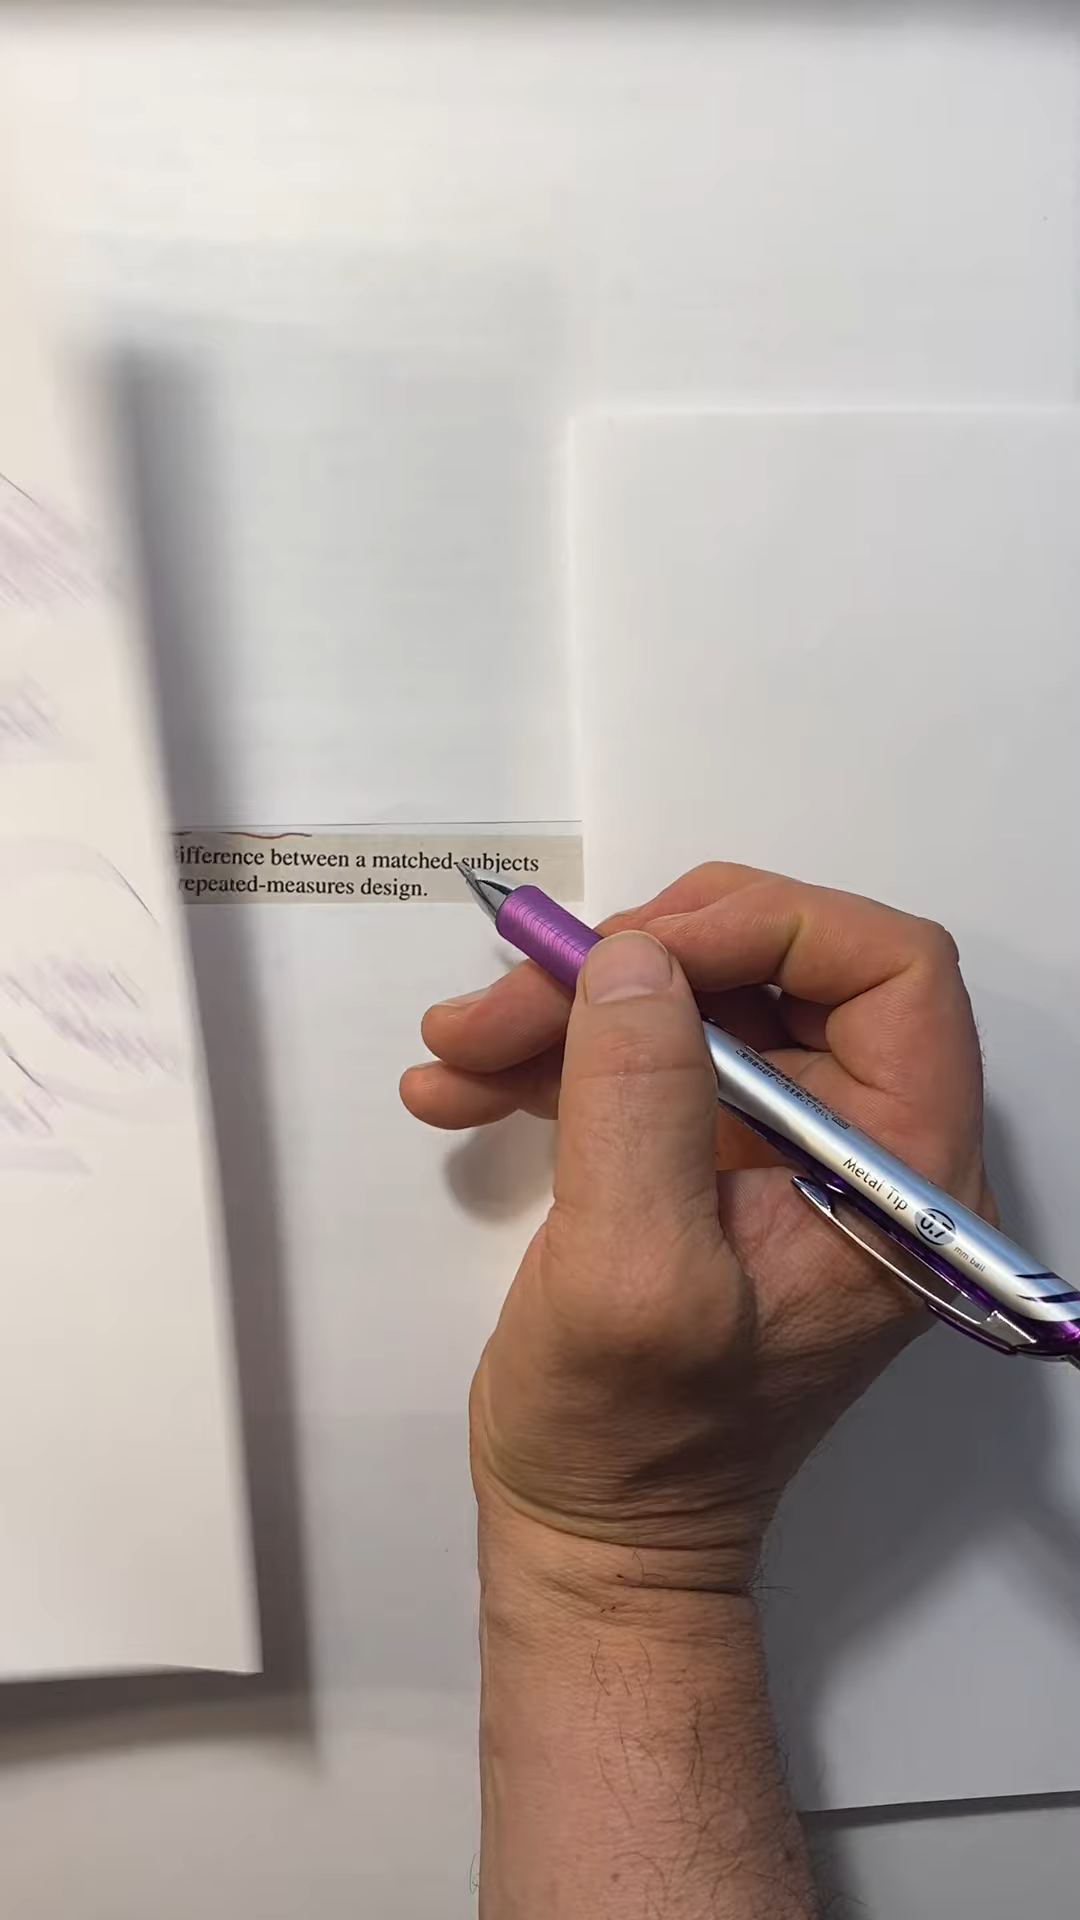 ifference between a matched-subjects
repeated-measures design.
Metal Tip 0.7 mm ball